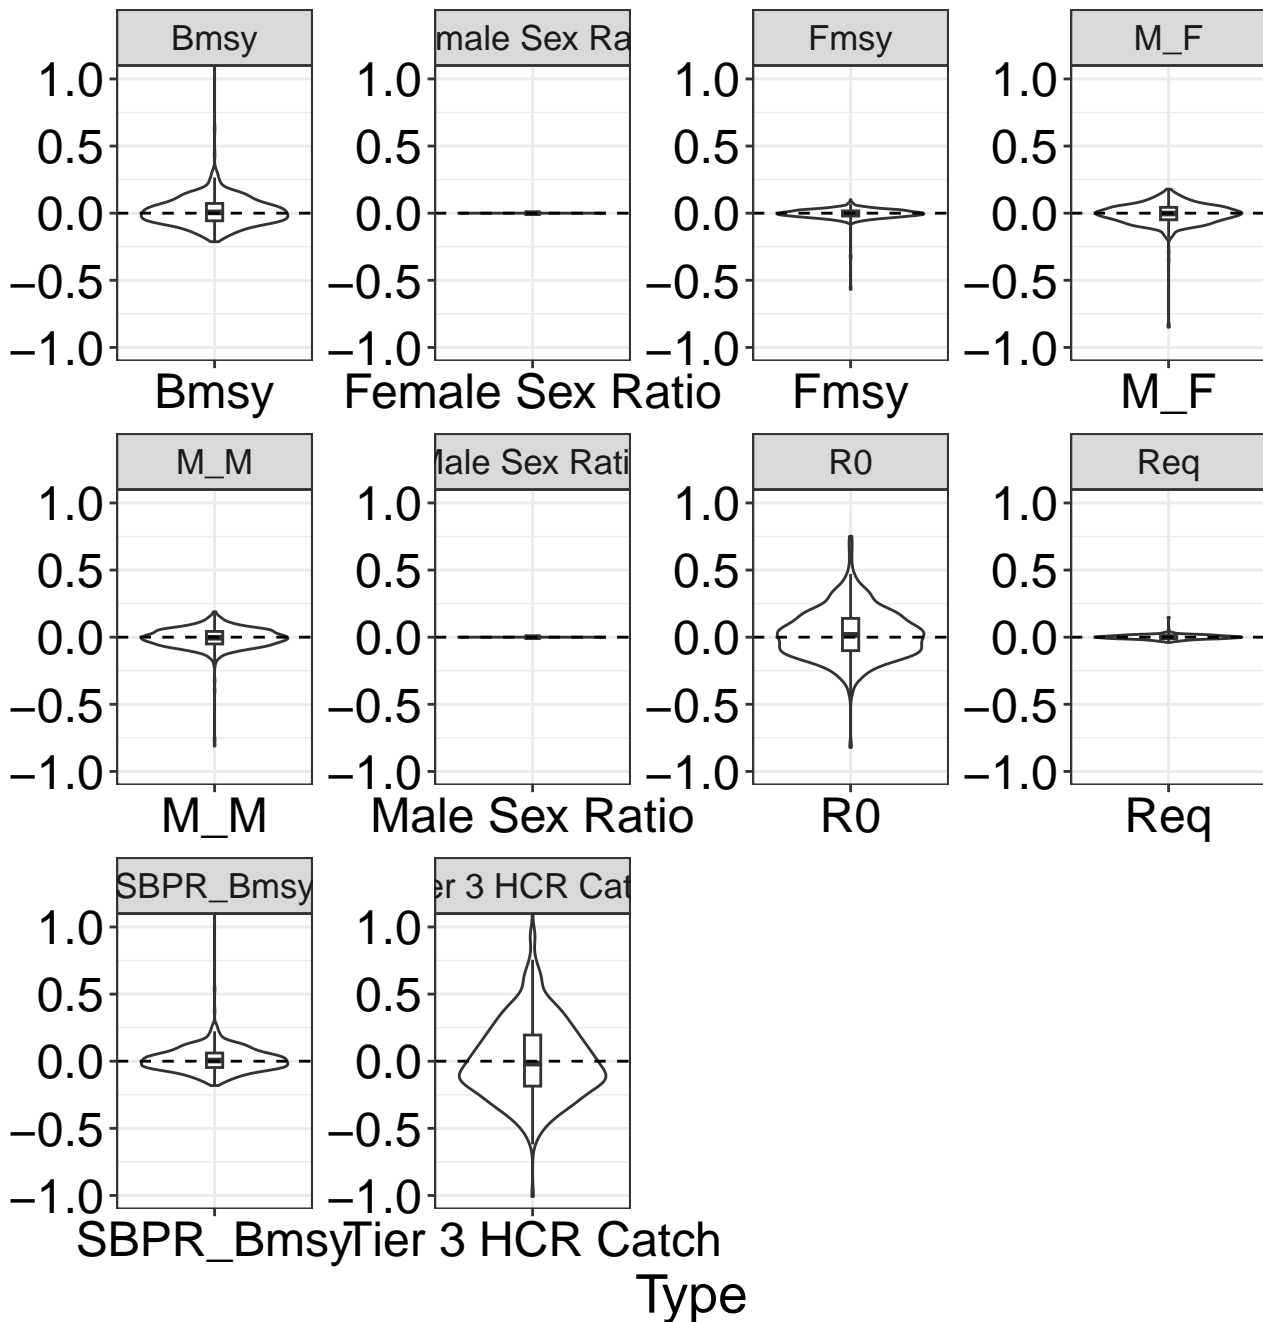 Bmsy male Sex Ra Fmsy M_F
1.0 1.0 1.0 1.0
0.5 0.5 0.5 0.5
0.0 0.0 0.0 0.0
−0.5 −0.5 −0.5 −0.5
−1.0 −1.0 −1.0 −1.0
Bmsy Female Sex Ratio Fmsy M_F
M_M Male Sex Rati R0 Req
1.0 1.0 1.0 1.0
0.5 0.5 0.5 0.5
0.0 0.0 0.0 0.0
−0.5 −0.5 −0.5 −0.5
−1.0 −1.0 −1.0 −1.0
M_M Male Sex Ratio R0 Req
SBPR_Bmsy er 3 HCR Cat
1.0 1.0
0.5 0.5
0.0 0.0
−0.5 −0.5
−1.0 −1.0
SBPR_Bmsy Tier 3 HCR Catch
Type